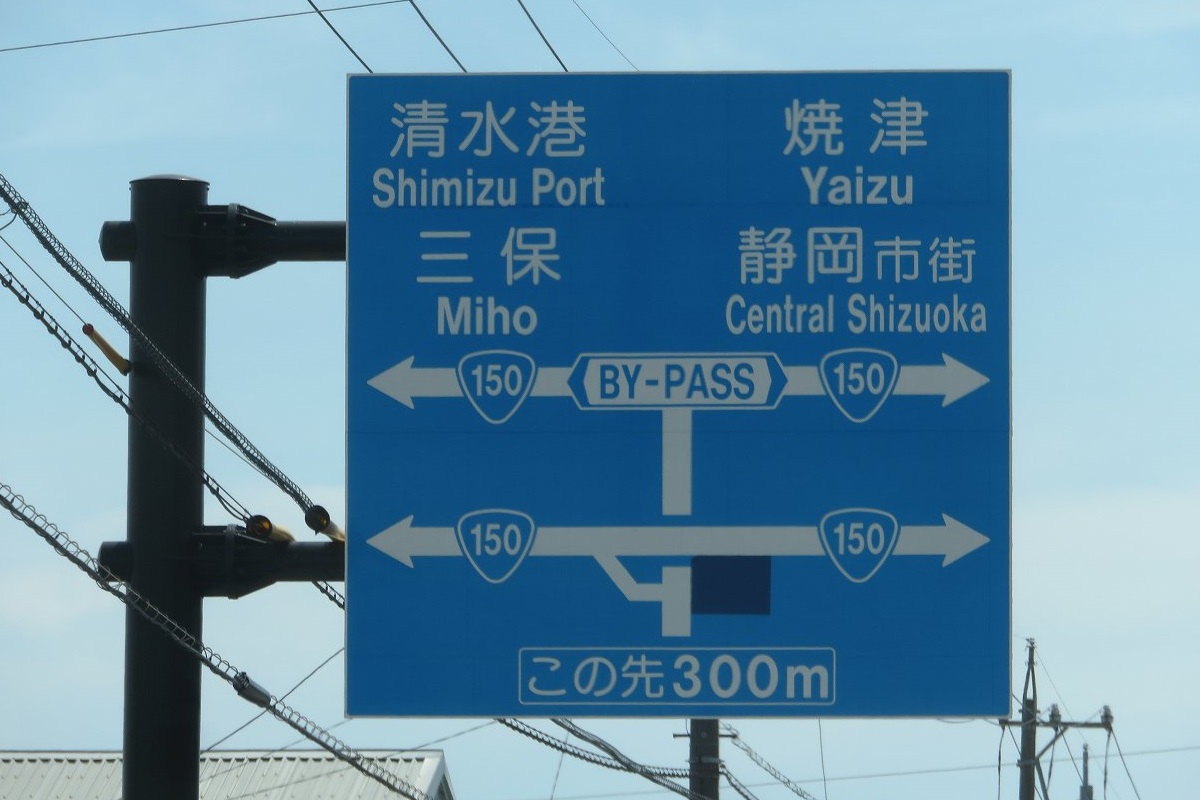 清水港
Shimizu Port
三保
Miho
焼津
Yaizu
静岡市街
Central Shizuoka
150 BY-PASS 150
150 150
この先300m